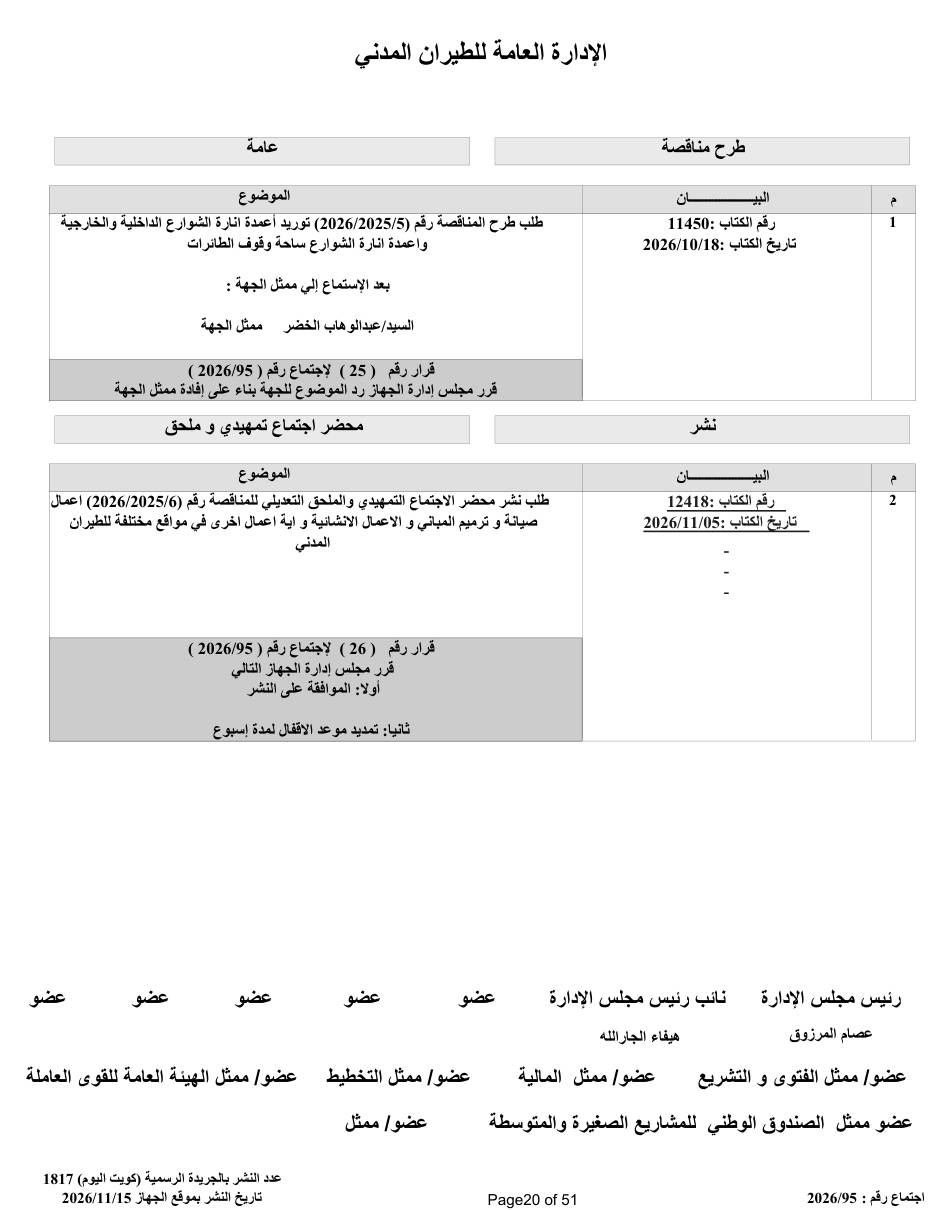 الإدارة العامة للطيران المدني
طرح مناقصة
عامة
م
البيـــــــــــــــان
الموضوع
1
رقم الكتاب :11450
تاريخ الكتاب :2026/10/18
طلب طرح المناقصة رقم (2026/2025/5) توريد أعمدة انارة الشوارع الداخلية والخارجية
واعمدة انارة الشوارع ساحة وقوف الطائرات
بعد الإستماع إلي ممثل الجهة :
السيد/عبدالوهاب الخضر ممثل الجهة
قرار رقم ( 25 ) لإجتماع رقم ( 2026/95 )
قرر مجلس إدارة الجهاز رد الموضوع للجهة بناء على إفادة ممثل الجهة
نشر
محضر اجتماع تمهيدي و ملحق
م
البيـــــــــــــــان
الموضوع
2
رقم الكتاب :12418
تاريخ الكتاب :2026/11/05
-
-
-
طلب نشر محضر الاجتماع التمهيدي والملحق التعديلي للمناقصة رقم (2026/2025/6) اعمال
صيانة و ترميم المباني و الاعمال الانشائية و اية اعمال اخرى في مواقع مختلفة للطيران
المدني
قرار رقم ( 26 ) لإجتماع رقم ( 2026/95 )
قرر مجلس إدارة الجهاز التالي
أولا: الموافقة على النشر
ثانيا: تمديد موعد الاقفال لمدة إسبوع
رئيس مجلس الإدارة نائب رئيس مجلس الإدارة عضو عضو عضو عضو عضو
عصام المرزوق هيفاء الجارالله
عضو/ ممثل الفتوى و التشريع عضو/ ممثل المالية عضو/ ممثل التخطيط عضو/ ممثل الهيئة العامة للقوى العاملة
عضو ممثل الصندوق الوطني للمشاريع الصغيرة والمتوسطة عضو/ ممثل
عدد النشر بالجريدة الرسمية (كويت اليوم) 1817
اجتماع رقم : 2026/95 Page20 of 51 تاريخ النشر بموقع الجهاز 2026/11/15